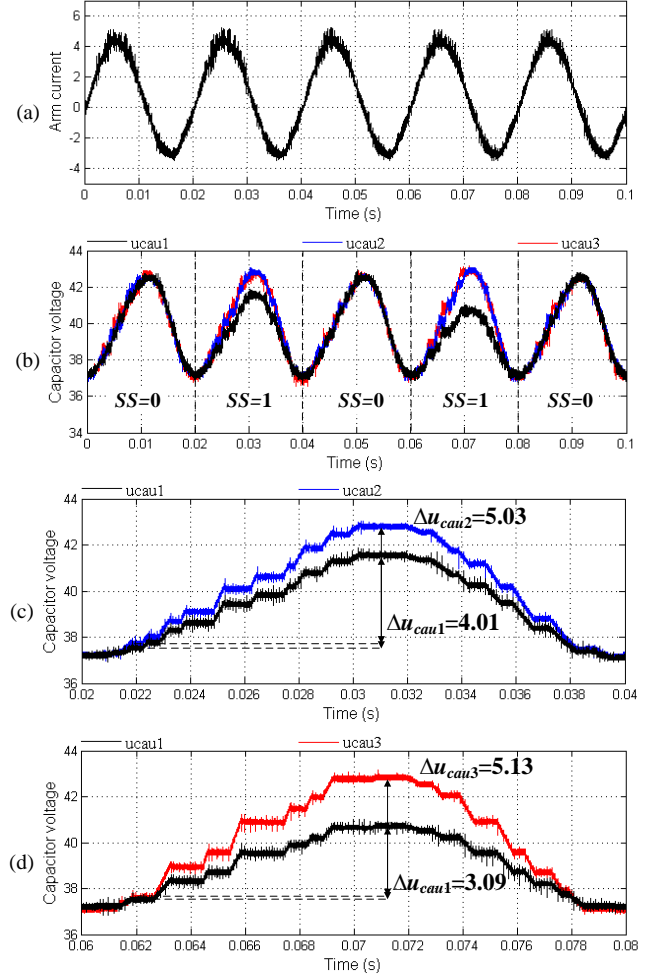 6
4
2
0
-2
-4
Arm current
(a)
0 0.01 0.02 0.03 0.04 0.05 0.06 0.07 0.08 0.09 0.1
Time (s)
ucau1 ucau2 ucau3
44
42
40
38
36
34
Capacitor voltage
(b)
SS=0 SS=1 SS=0 SS=1 SS=0
0 0.01 0.02 0.03 0.04 0.05 0.06 0.07 0.08 0.09 0.1
Time (s)
ucau1 ucau2
44
42
40
38
36
Capacitor voltage
(c)
Δucau2=5.03
Δucau1=4.01
0.02 0.022 0.024 0.026 0.028 0.03 0.032 0.034 0.036 0.038 0.04
Time (s)
ucau1 ucau3
44
42
40
38
36
Capacitor voltage
(d)
Δucau3=5.13
Δucau1=3.09
0.06 0.062 0.064 0.066 0.068 0.07 0.072 0.074 0.076 0.078 0.08
Time (s)